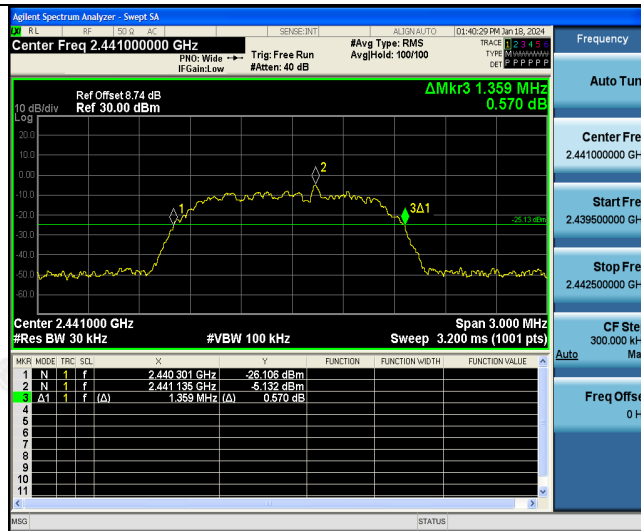 Agilent Spectrum Analyzer - Swept SA
LXI RL RF 50 Ω AC SENSE:INT ALIGN AUTO 01:40:29 PM Jan 18, 2024
Center Freq 2.441000000 GHz
PNO: Wide
IFGain:Low
Trig: Free Run
#Atten: 40 dB
#Avg Type: RMS
Avg|Hold: 100/100
TRACE 1 2 3 4 5 6
TYPE M
DET P P P P P P
Frequency
Ref Offset 8.74 dB
10 dB/div Ref 30.00 dBm
Log
ΔMkr3 1.359 MHz
0.570 dB
20.0
10.0
0.00
-10.0
-20.0
-30.0
-40.0
-50.0
-60.0
1
2
3Δ1
-25.13 dBm
Center 2.441000 GHz Span 3.000 MHz
#Res BW 30 kHz #VBW 100 kHz Sweep 3.200 ms (1001 pts)
MKR MODE TRC SCL X Y FUNCTION FUNCTION WIDTH FUNCTION VALUE
1 N 1 f 2.440 301 GHz -26.106 dBm
2 N 1 f 2.441 135 GHz -5.132 dBm
3 Δ1 1 f (Δ) 1.359 MHz (Δ) 0.570 dB
4
5
6
7
8
9
10
11
MSG STATUS
Auto Tun
Center Fre
2.441000000 GH
Start Fre
2.439500000 GH
Stop Fre
2.442500000 GH
CF Ste
300.000 kH
Auto Ma
Freq Offse
0 H